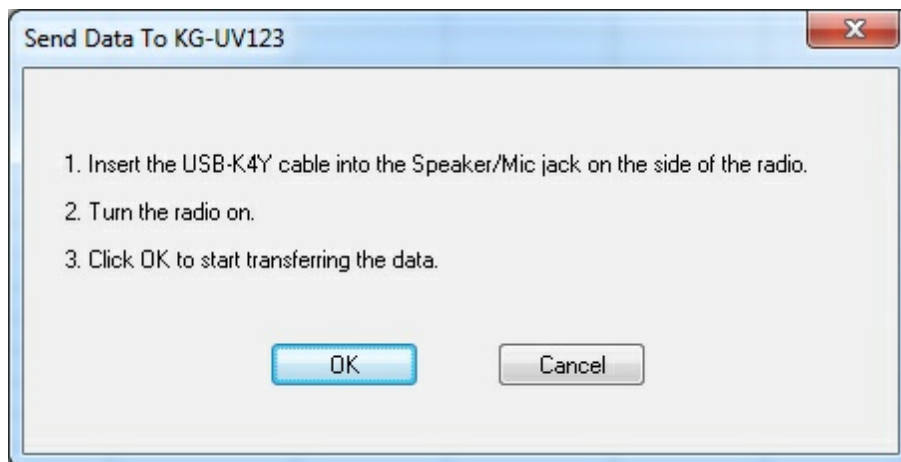 Send Data To KG-UV123
1. Insert the USB-K4Y cable into the Speaker/Mic jack on the side of the radio.
2. Turn the radio on.
3. Click OK to start transferring the data.
OK
Cancel